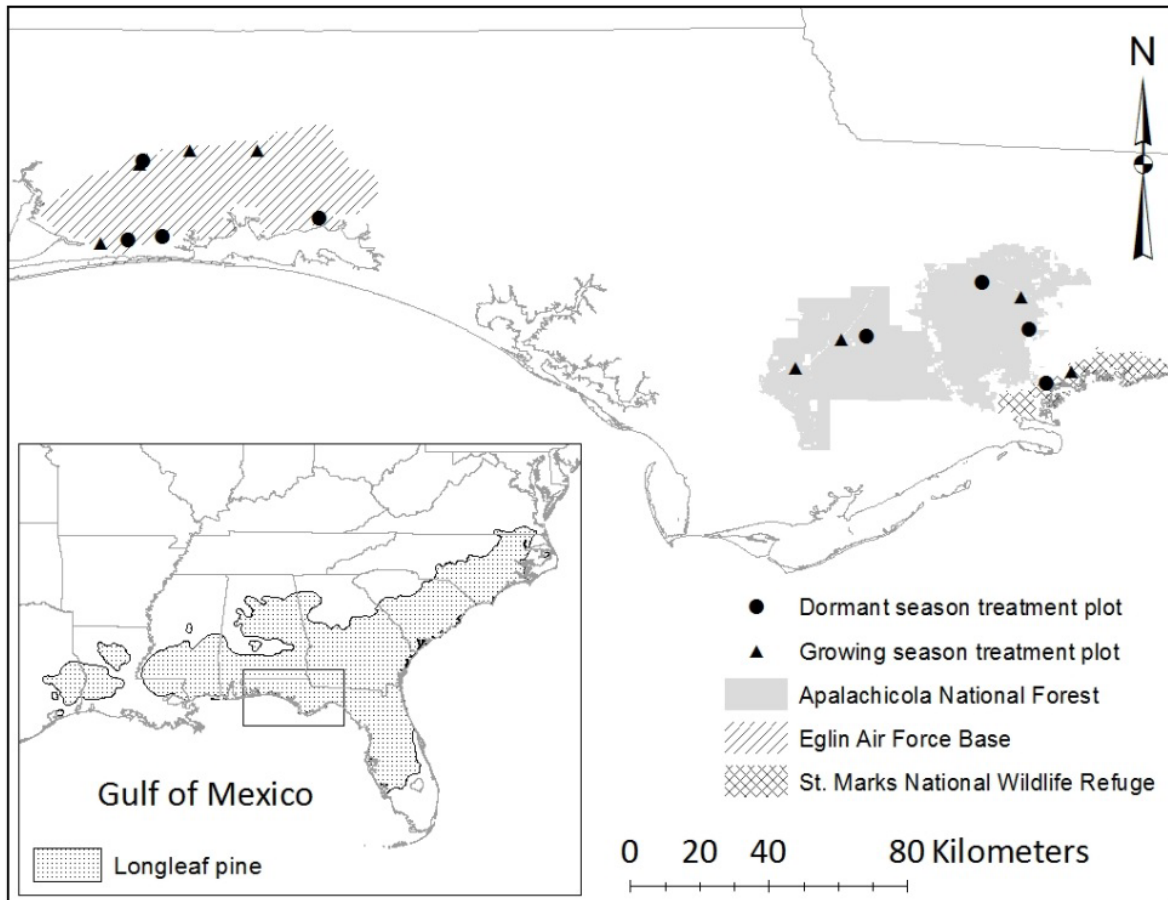 N
Dormant season treatment plot
Growing season treatment plot
Apalachicola National Forest
Eglin Air Force Base
St. Marks National Wildlife Refuge
Gulf of Mexico
Longleaf pine
0 20 40 80 Kilometers